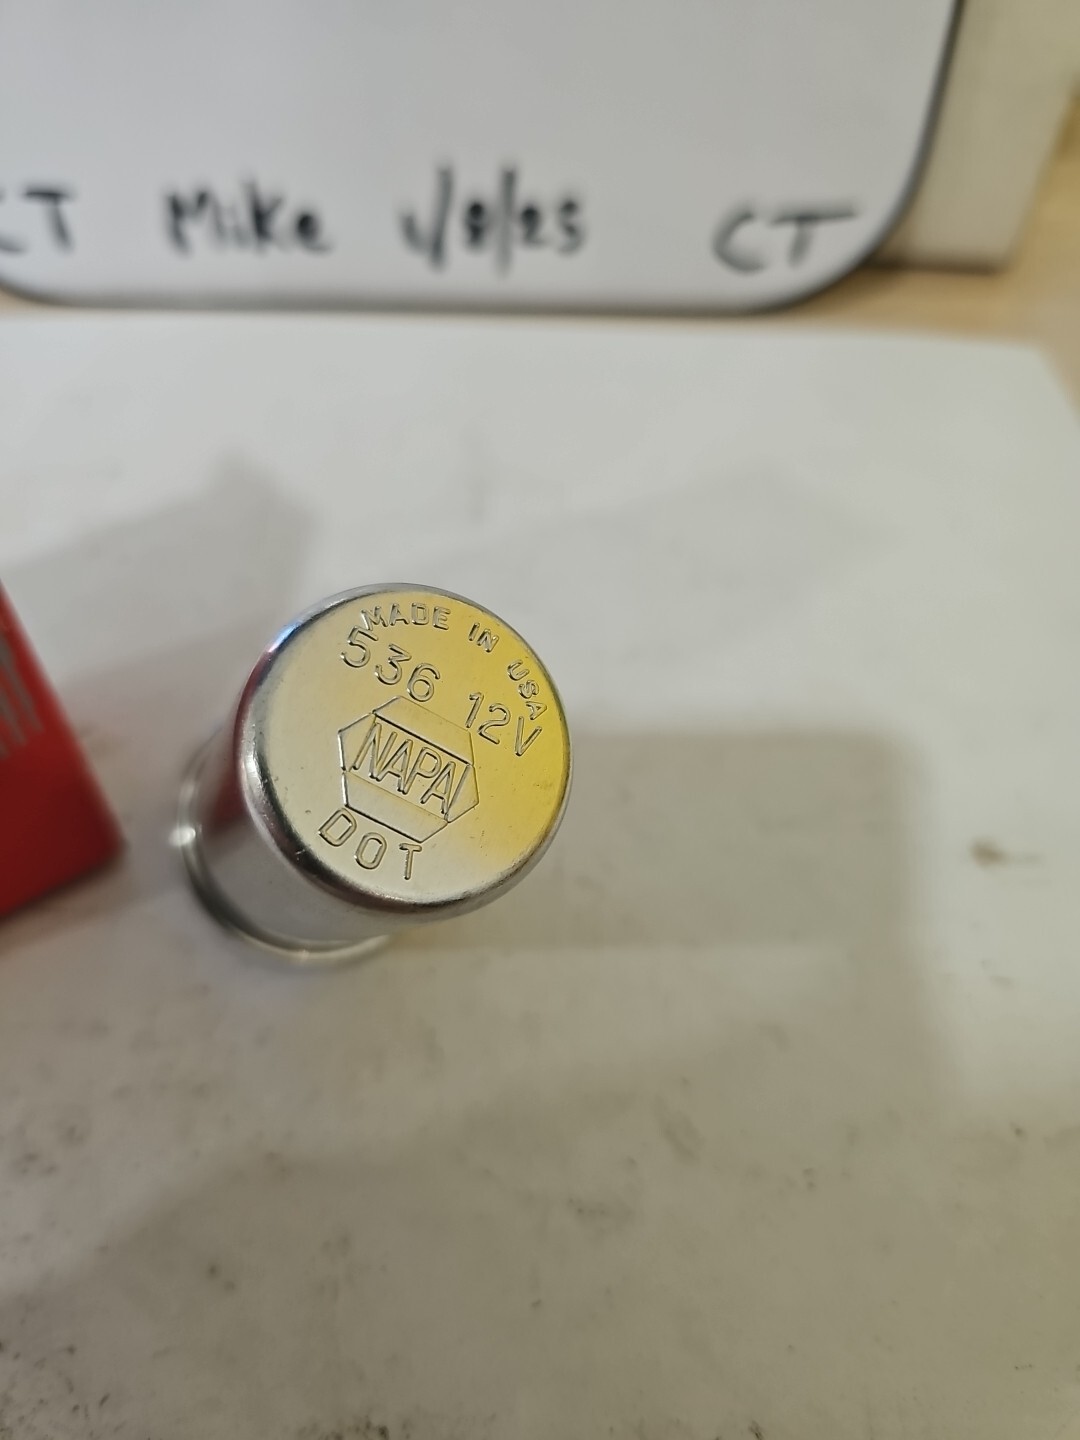 CT Mike 1/8/25 CT
MADE IN USA
536 12V
NAPA
DOT